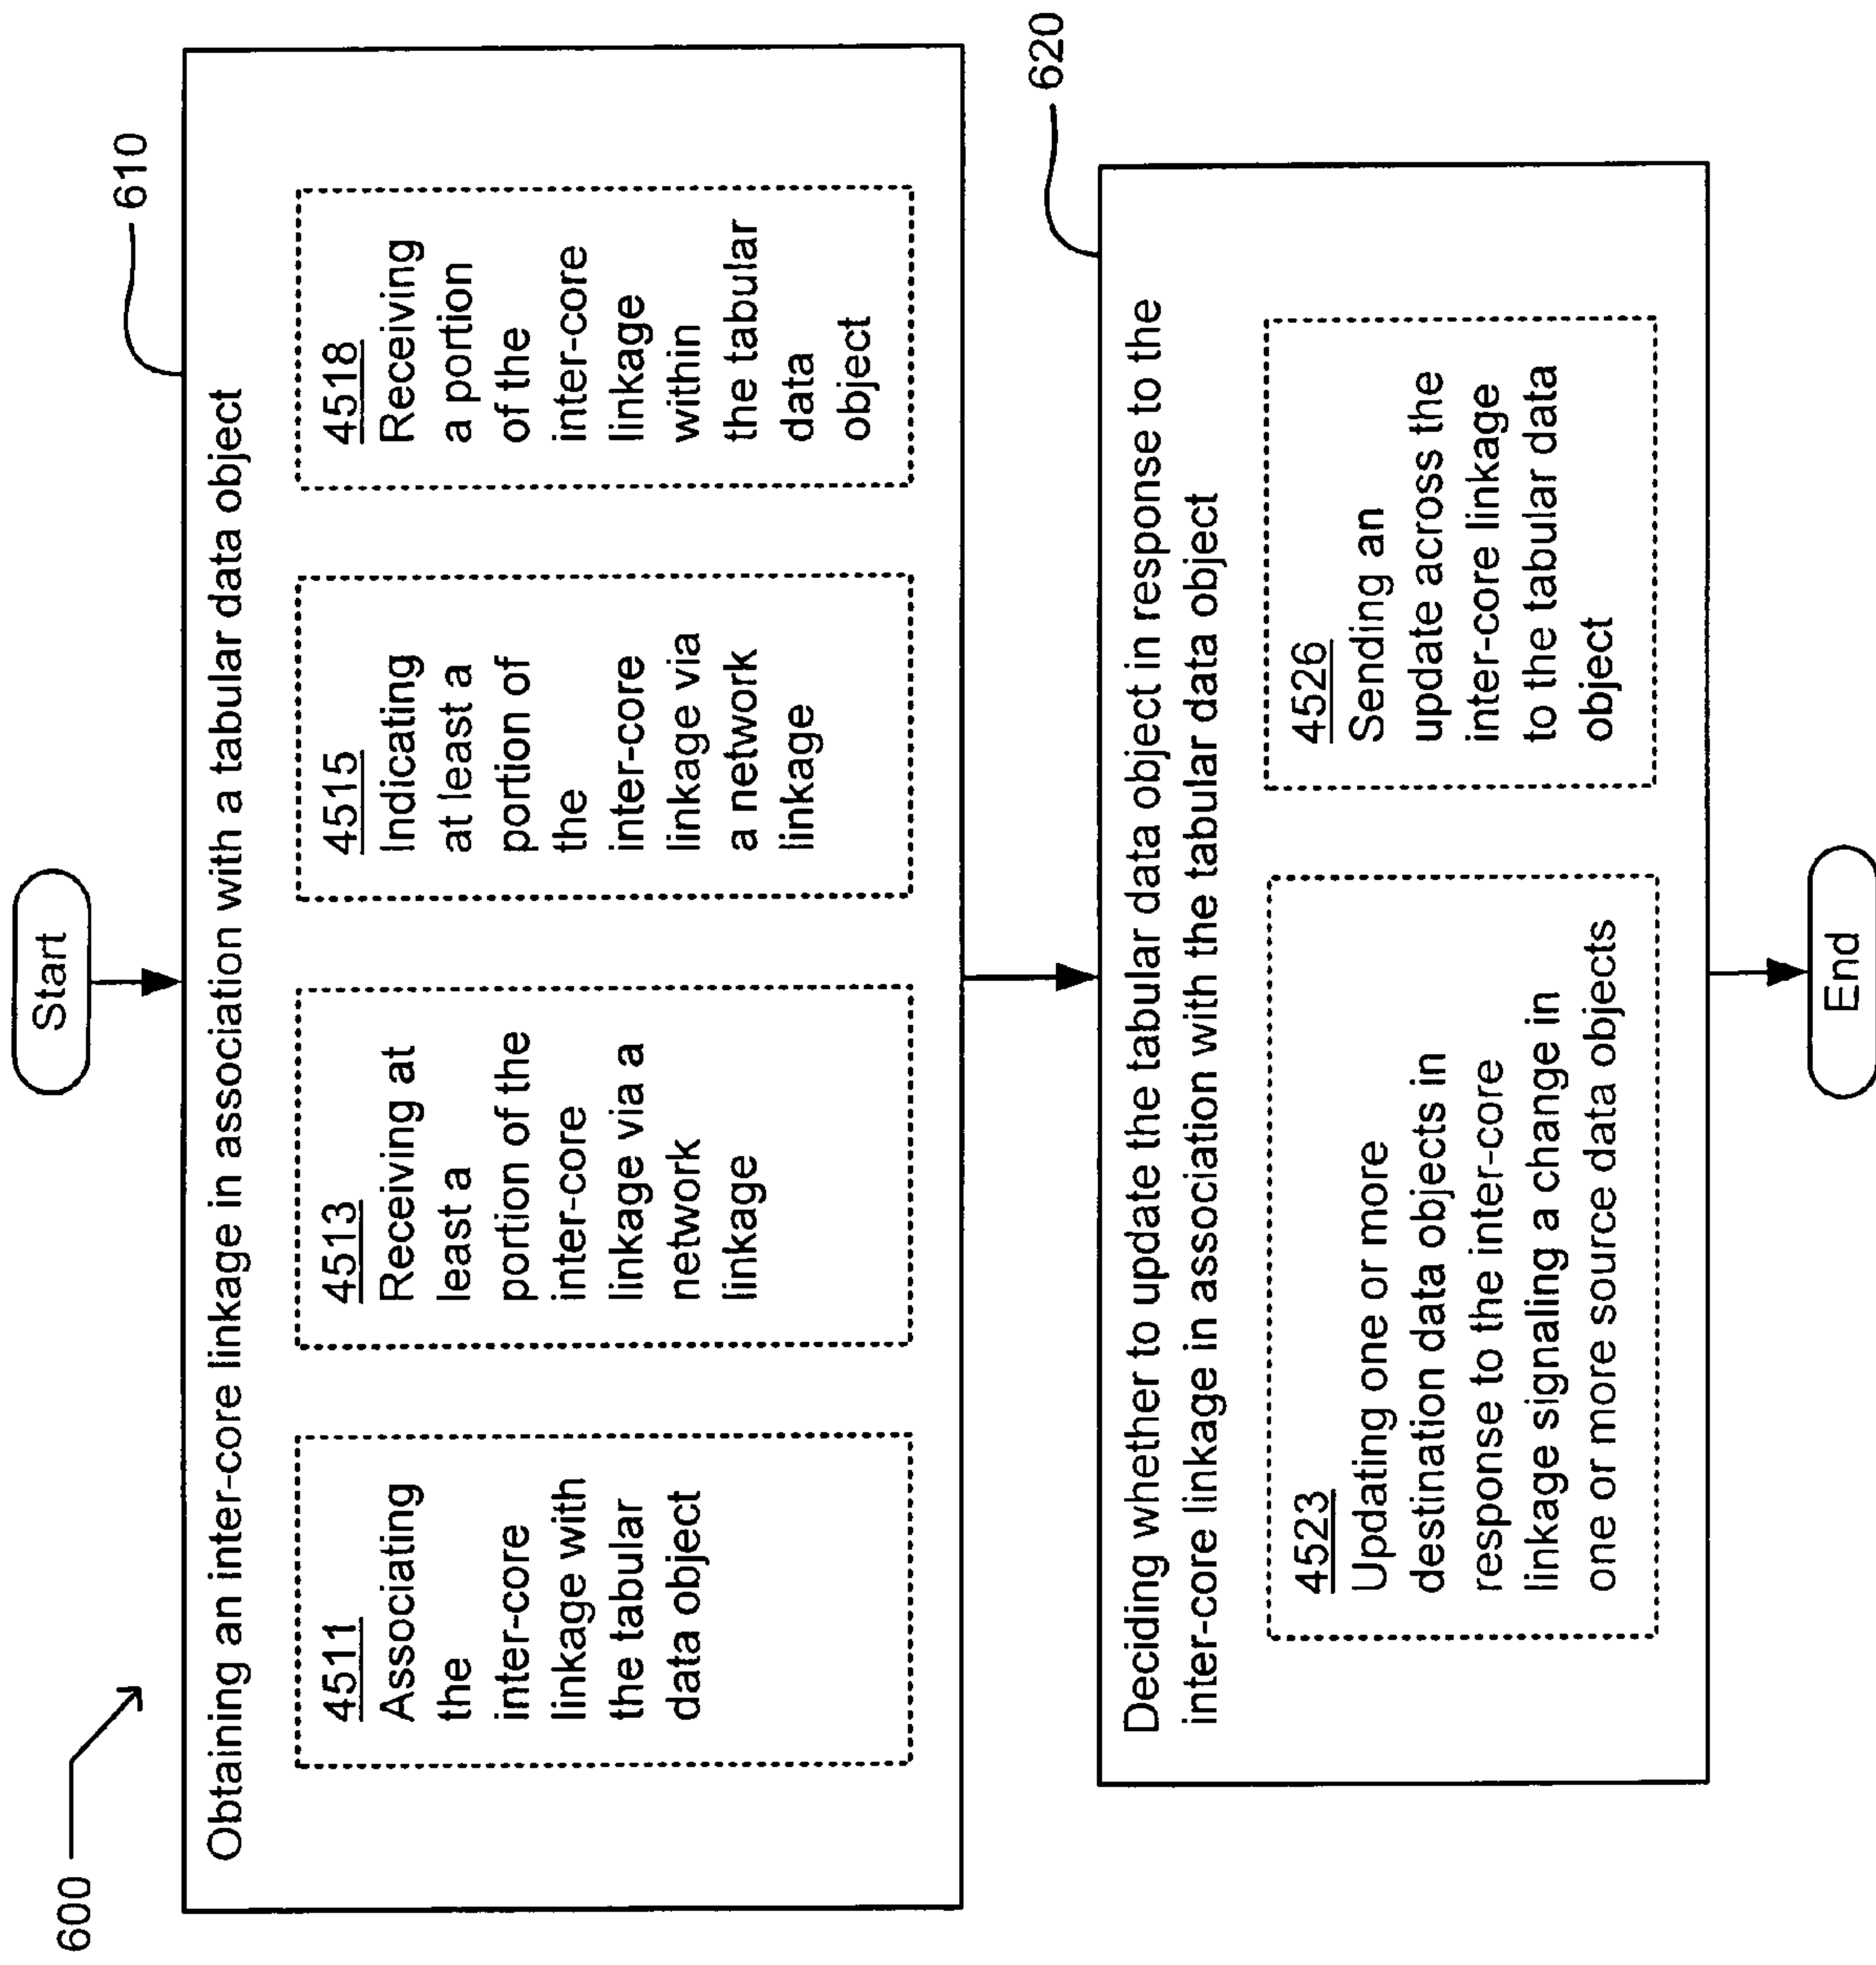 600
Start
610
Obtaining an inter-core linkage in association with a tabular data object
4511
Associating
the
inter-core
linkage with
the tabular
data object
4513
Receiving at
least a
portion of the
inter-core
linkage via a
network
linkage
4515
Indicating
at least a
portion of
the
inter-core
linkage via
a network
linkage
4518
Receiving
a portion
of the
inter-core
linkage
within
the tabular
data
object
620
Deciding whether to update the tabular data object in response to the
inter-core linkage in association with the tabular data object
4523
Updating one or more
destination data objects in
response to the inter-core
linkage signaling a change in
one or more source data objects
4526
Sending an
update across the
inter-core linkage
to the tabular data
object
End